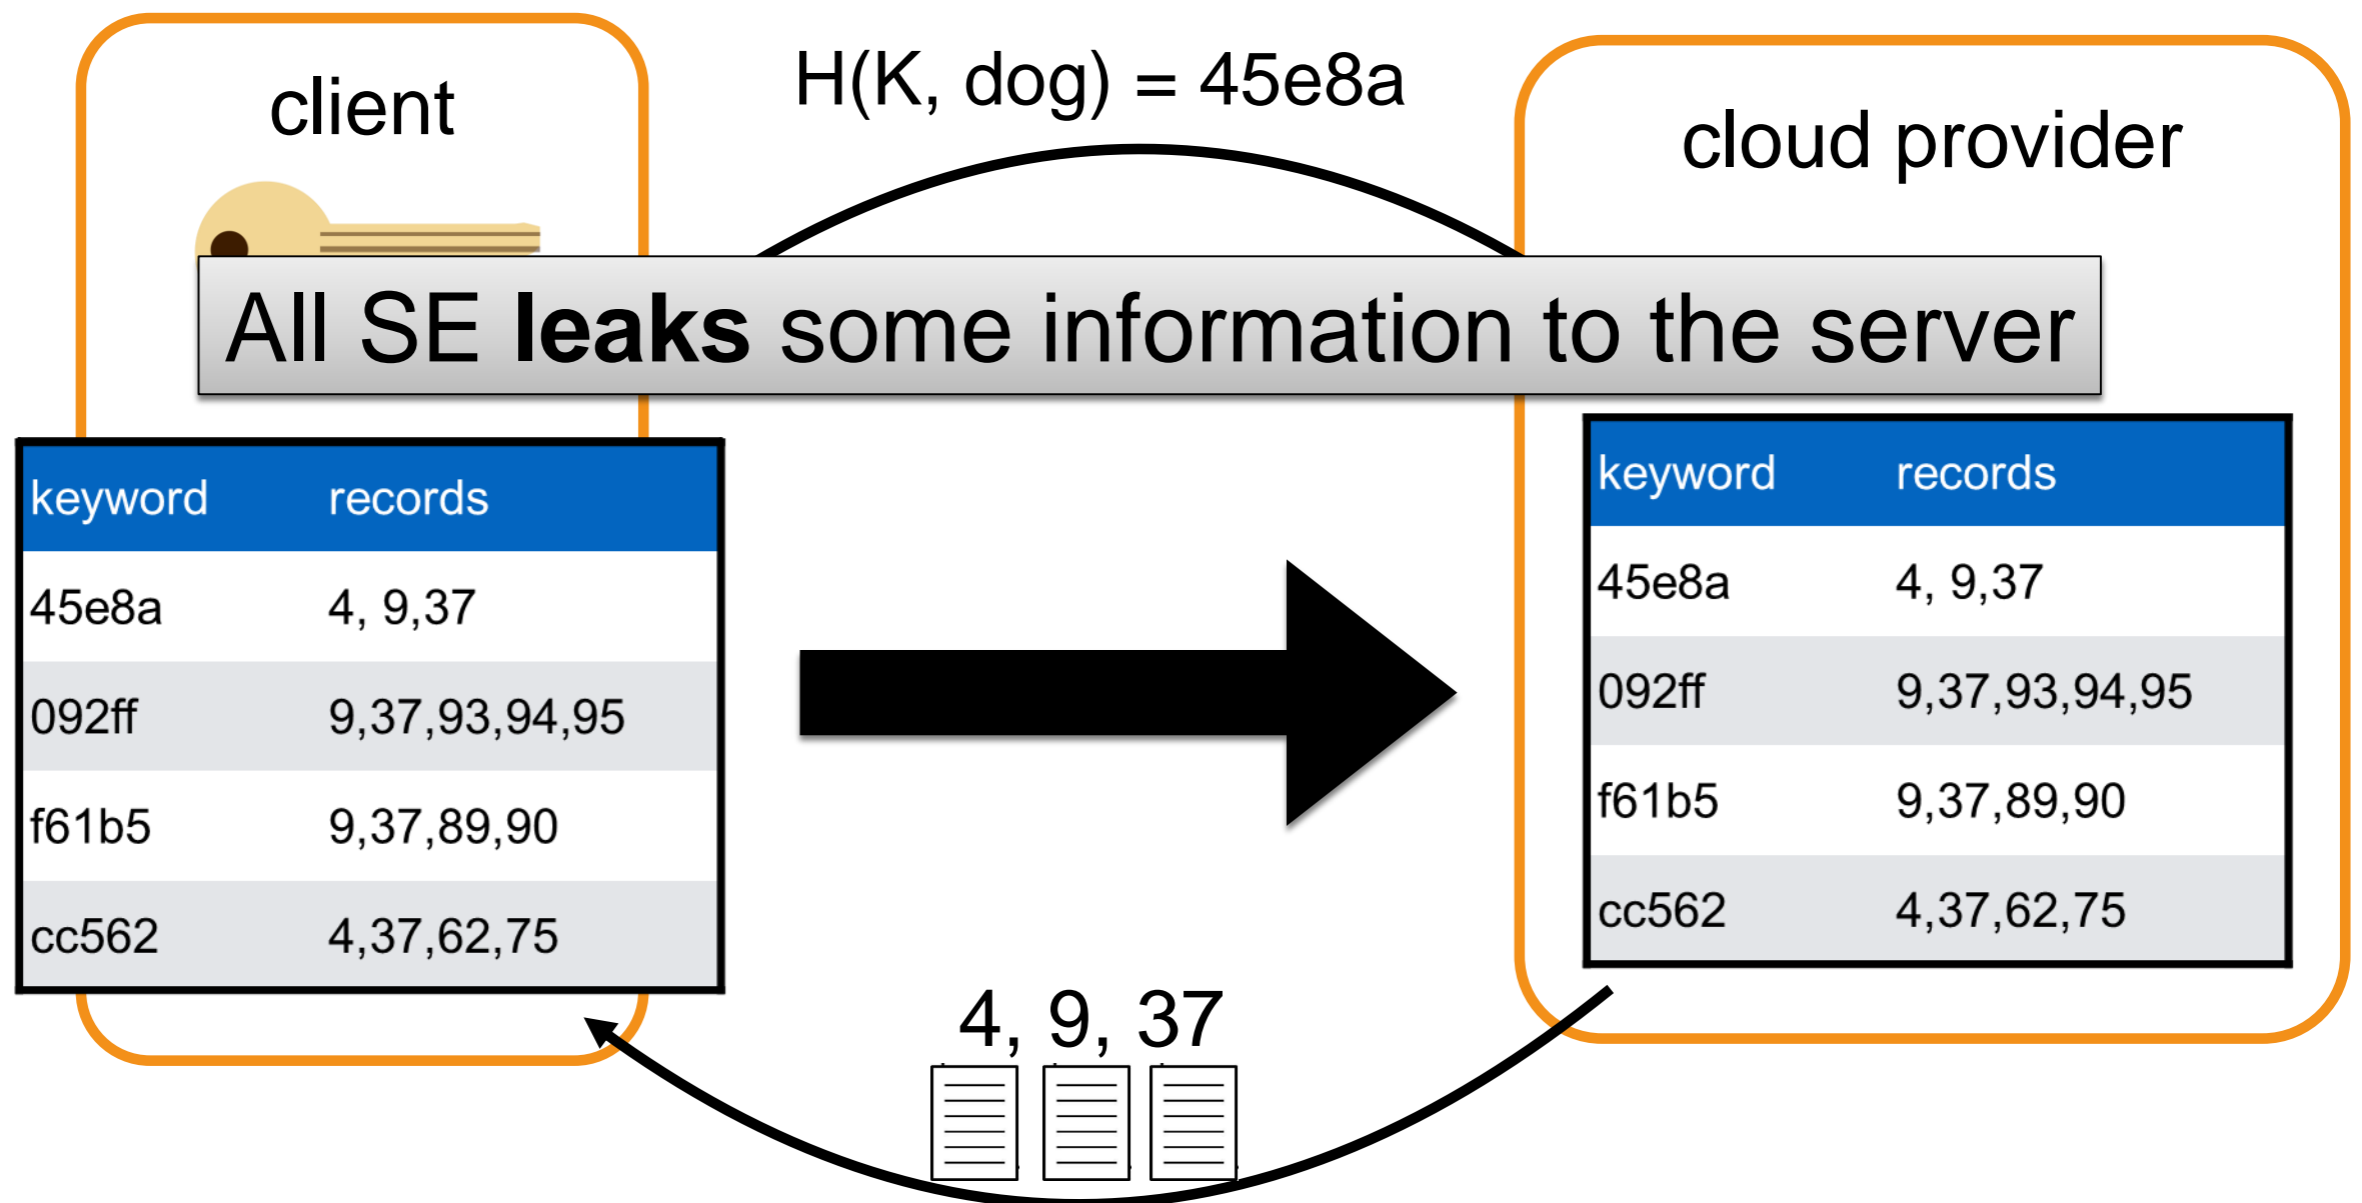 client
H(K, dog) = 45e8a
cloud provider
All SE leaks some information to the server
keyword records
45e8a 4, 9,37
092ff 9,37,93,94,95
f61b5 9,37,89,90
cc562 4,37,62,75
keyword records
45e8a 4, 9,37
092ff 9,37,93,94,95
f61b5 9,37,89,90
cc562 4,37,62,75
4, 9, 37